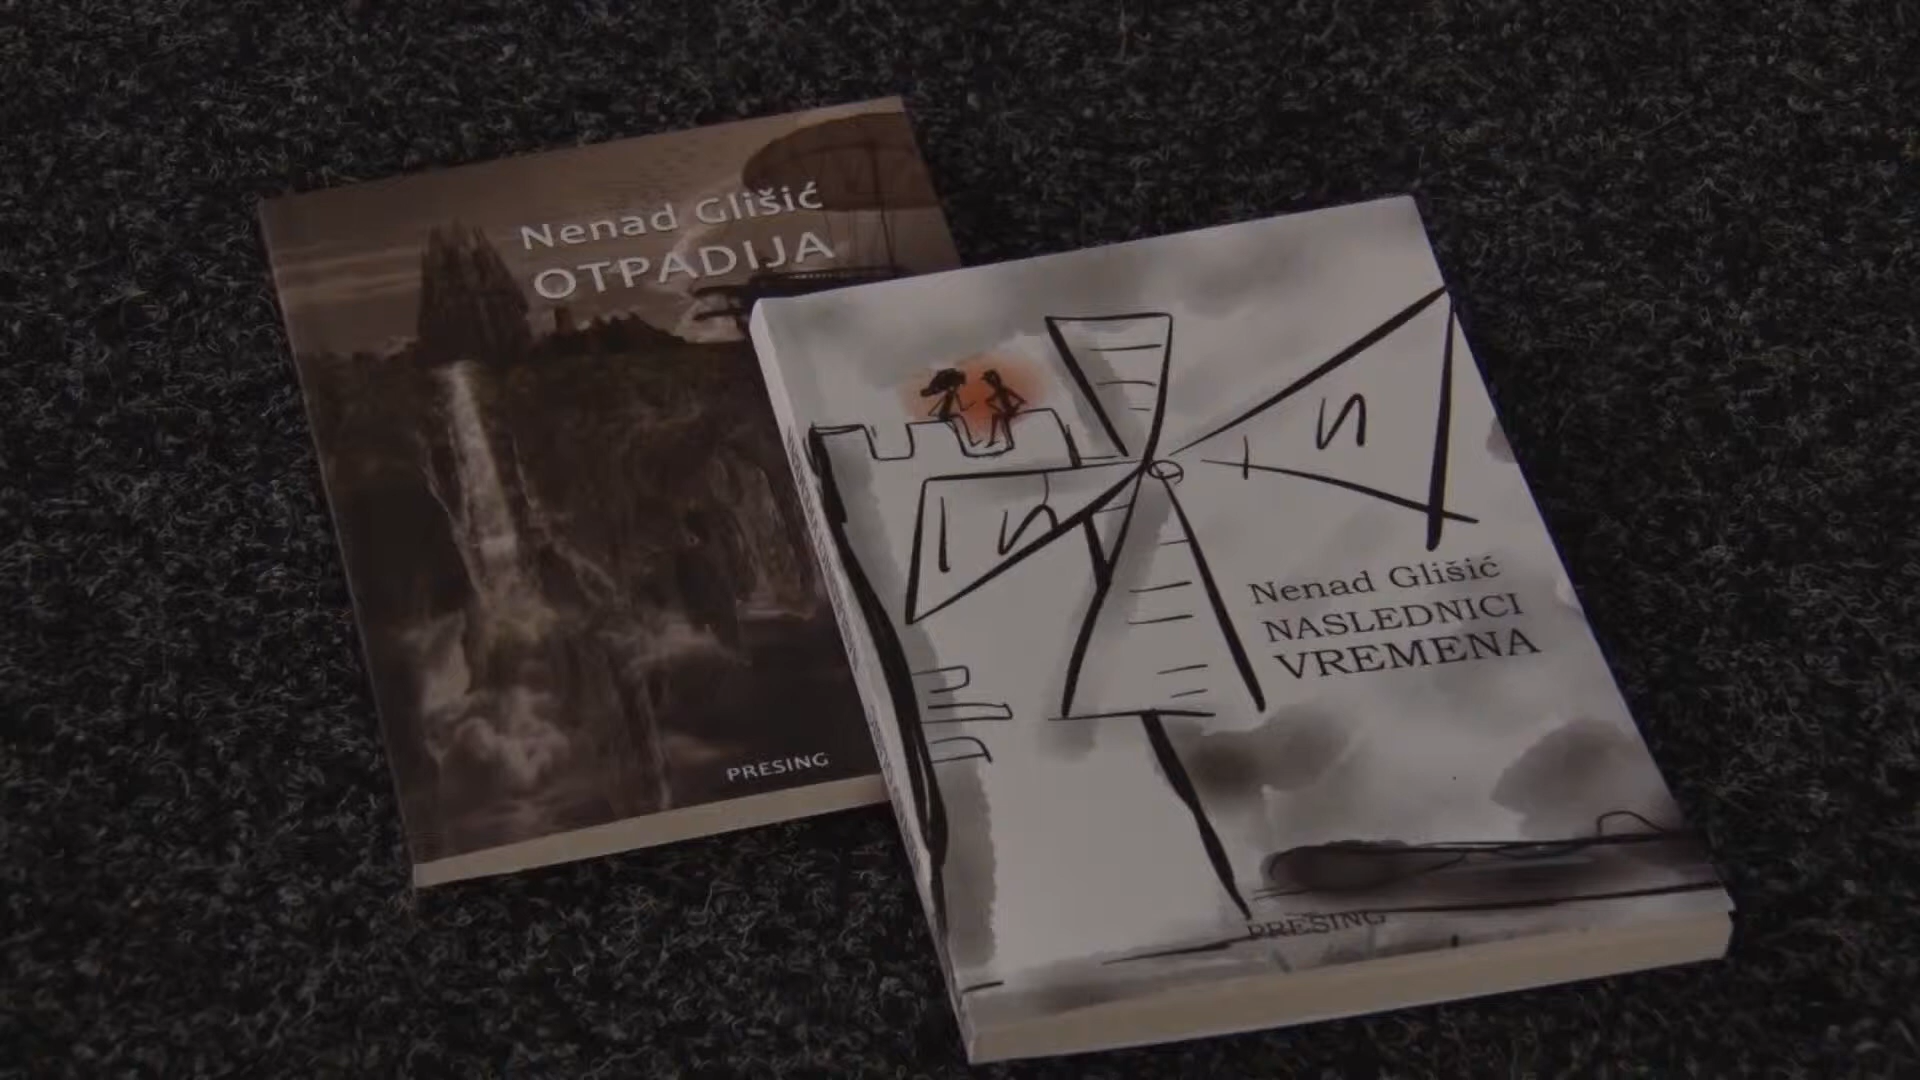 Nenad Glišić
OTPADIJA
PRESING
Nenad Glišić
NASLEDNICI
VREMENA
PRESING